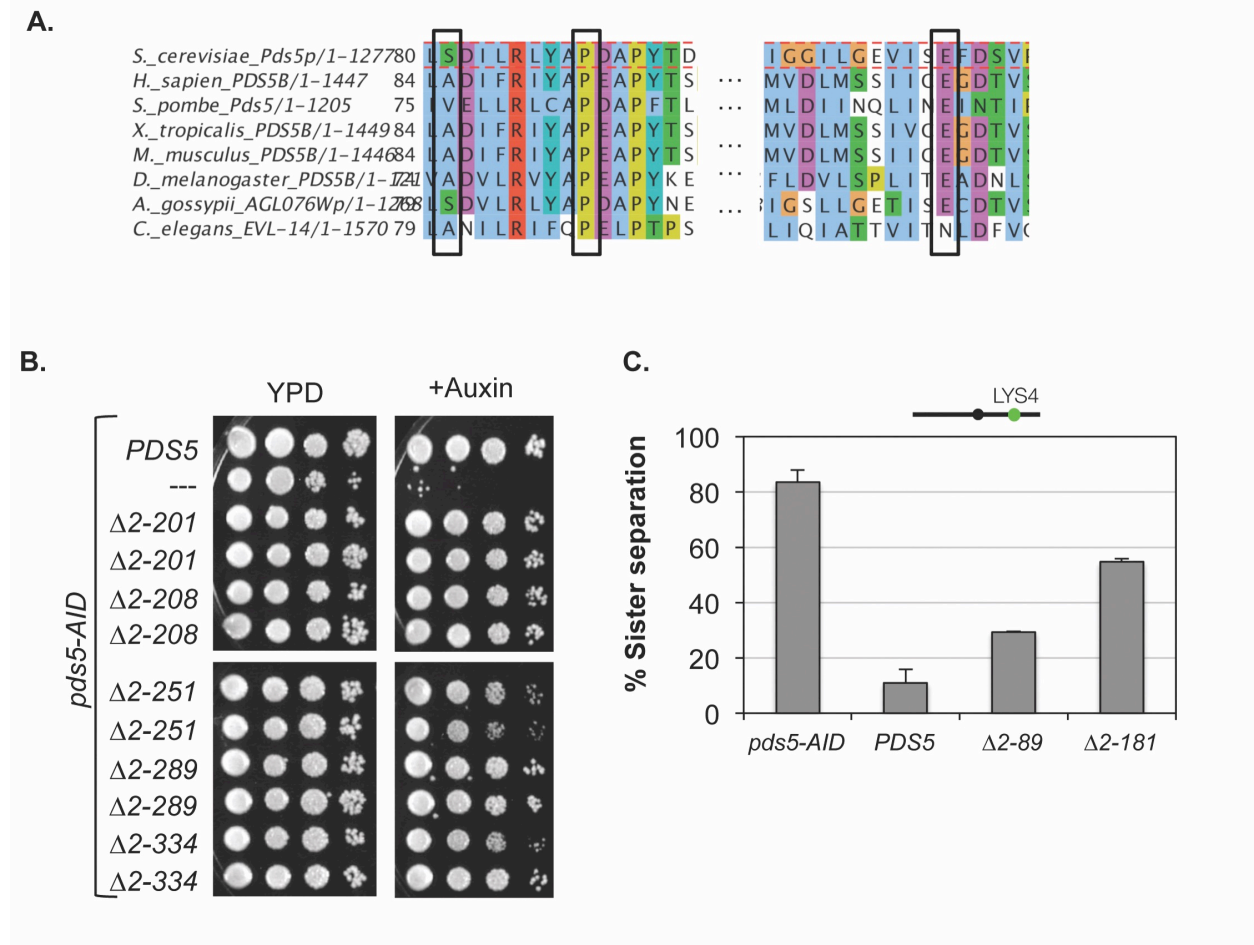 A.
S._cerevisiae_Pds5p/1-1277 80 L S D I L R L Y A P D A P Y T D I G G I L G E V I S E F D S V
H._sapien_PDS5B/1-1447 84 L A D I F R I Y A P E A P Y T S ... M V D L M S S I I C E G D T V
S._pombe_Pds5/1-1205 75 I V E L L R L C A P D A P F T L ... M L D I I N Q L I N E I N T I
X._tropicalis_PDS5B/1-1449 84 L A D I F R I Y A P E A P Y T S ... M V D L M S S I V C E G D T V
M._musculus_PDS5B/1-1446 84 L A D I F R I Y A P E A P Y T S ... M V D L M S S I I C E G D T V
D._melanogaster_PDS5B/1- V A D V L R V Y A P E A P Y K E ... F L D V L S P L I T E A D N L
A._gossypii_AGL076Wp/1- L S D V L R L Y A P D A P Y N E ... I G S L L G E T I S E C D T V
C._elegans_EVL-14/1-1570 79 L A N I L R I F Q P E L P T P S L I Q I A T T V I T N L D F V
B.
YPD
+Auxin
pds5-AID
PDS5
---
Δ2-201
Δ2-201
Δ2-208
Δ2-208
Δ2-251
Δ2-251
Δ2-289
Δ2-289
Δ2-334
Δ2-334
C.
LYS4
% Sister separation
100
80
60
40
20
0
pds5-AID PDS5 Δ2-89 Δ2-181